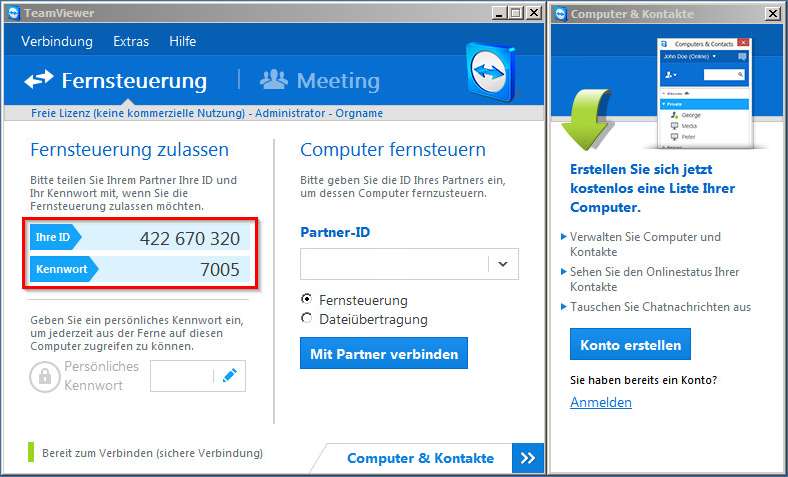 TeamViewer
Verbindung Extras Hilfe
Fernsteuerung Meeting
Freie Lizenz (keine kommerzielle Nutzung) - Administrator - Orgname
Fernsteuerung zulassen
Bitte teilen Sie Ihrem Partner Ihre ID und
Ihr Kennwort mit, wenn Sie die
Fernsteuerung zulassen möchten.
Ihre ID 422 670 320
Kennwort 7005
Geben Sie ein persönliches Kennwort ein,
um jederzeit aus der Ferne auf diesen
Computer zugreifen zu können.
Persönliches
Kennwort
Computer fernsteuern
Bitte geben Sie die ID Ihres Partners ein,
um dessen Computer fernzusteuern.
Partner-ID
Fernsteuerung
Dateiübertragung
Mit Partner verbinden
Bereit zum Verbinden (sichere Verbindung)
Computer & Kontakte
Computer & Kontakte
Computers & Contacts
John Doe (Online)
Private
George
Media
Peter
Erstellen Sie sich jetzt
kostenlos eine Liste Ihrer
Computer.
Verwalten Sie Computer und
Kontakte
Sehen Sie den Onlinestatus Ihrer
Kontakte
Tauschen Sie Chatnachrichten aus
Konto erstellen
Sie haben bereits ein Konto?
Anmelden